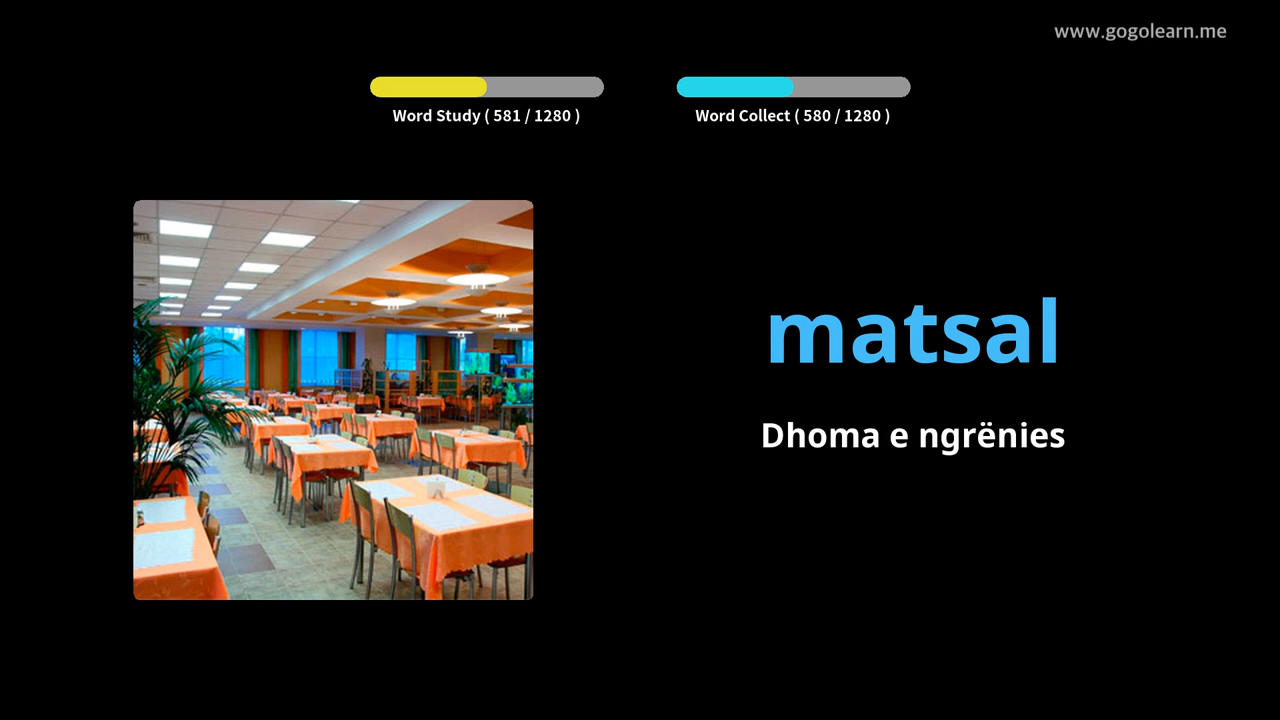 www.gogolearn.me
Word Study ( 581 / 1280 )
Word Collect ( 580 / 1280 )
matsal
Dhoma e ngrënies